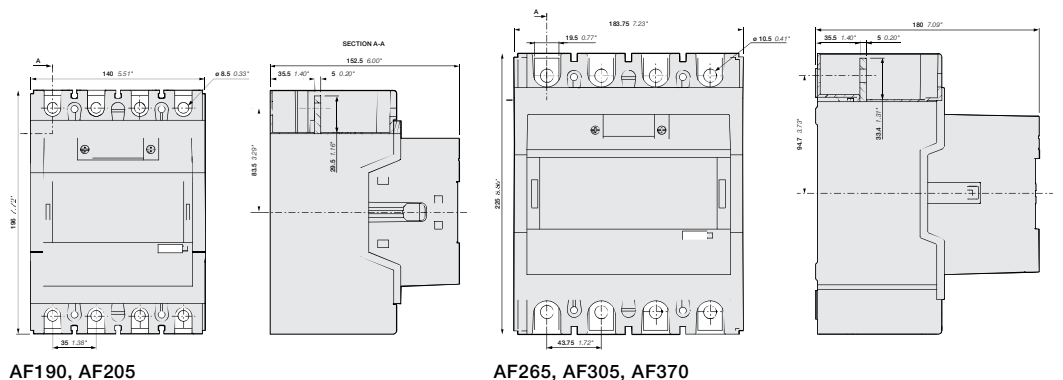 A
183.75 7.23"
180 7.09"
19.5 0.77"
ø 10.5 0.41"
35.5 1.40"
5 0.20"
SECTION A-A
A
152.5 6.00"
140 5.51"
ø 8.5 0.33"
35.5 1.40"
5 0.20"
83.5 3.29"
29.5 1.16"
33.4 1.31"
94.7 3.73"
196 7.72"
225 8.86"
35 1.38"
43.75 1.72"
AF190, AF205
AF265, AF305, AF370